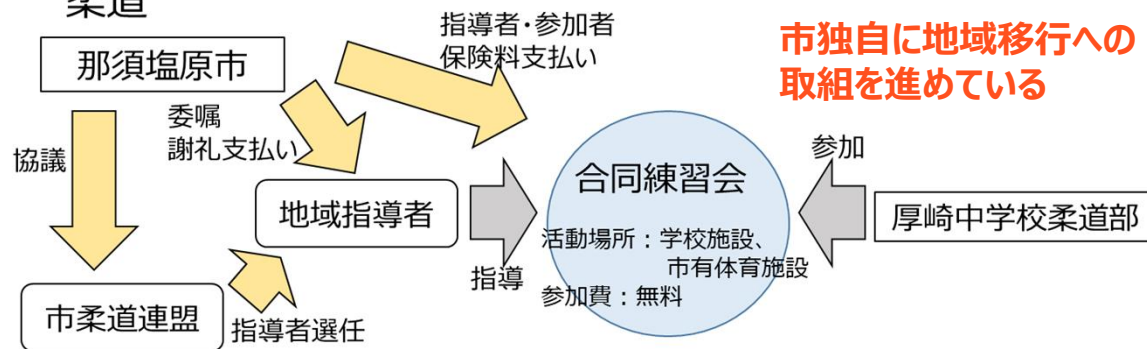 柔道
那須塩原市
指導者・参加者
保険料支払い
市独自に地域移行への
取組を進めている
委嘱
謝礼支払い
協議
地域指導者
指導
合同練習会
活動場所:学校施設、
市有体育施設
参加費:無料
参加
厚崎中学校柔道部
市柔道連盟
指導者選任